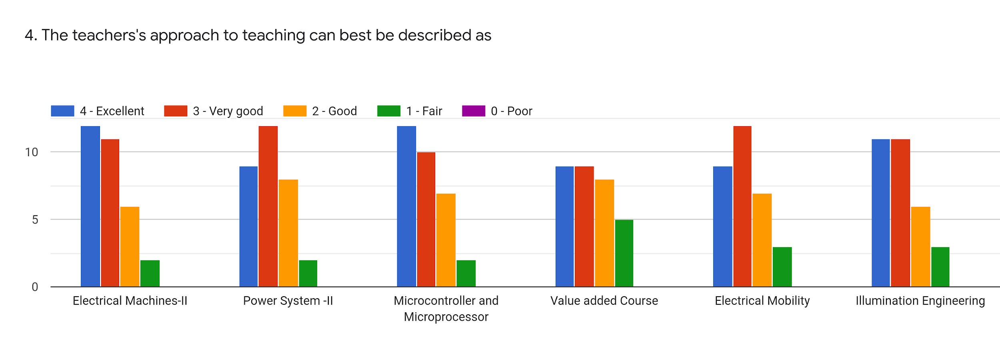 4. The teachers's approach to teaching can best be described as
4 - Excellent 3 - Very good 2 - Good 1 - Fair 0 - Poor
10
5
0
Electrical Machines-II Power System -II Microcontroller and Value added Course Electrical Mobility Illumination Engineering
Microprocessor